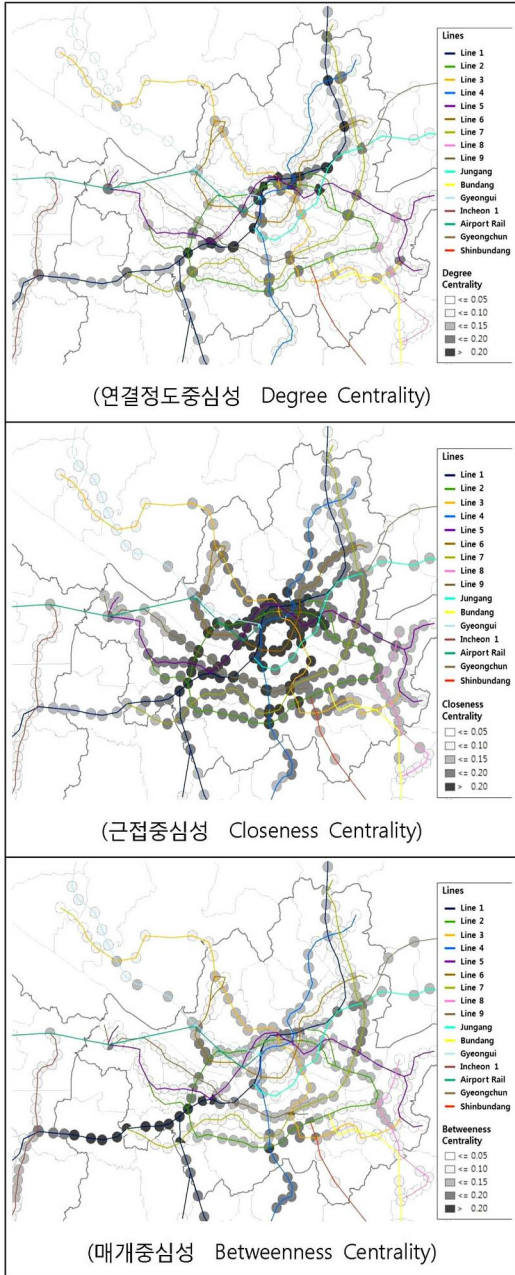 Lines
Line 1
Line 2
Line 3
Line 4
Line 5
Line 6
Line 7
Line 8
Line 9
Jungang
Bundang
Gyeongui
Incheon 1
Airport Rail
Gyeongchun
Shinbundang
Degree
Centrality
<= 0.05
<= 0.10
<= 0.15
<= 0.20
> 0.20
(연결정도중심성 Degree Centrality)
Lines
Line 1
Line 2
Line 3
Line 4
Line 5
Line 6
Line 7
Line 8
Line 9
Jungang
Bundang
Gyeongui
Incheon 1
Airport Rail
Gyeongchun
Shinbundang
Closeness
Centrality
<= 0.05
<= 0.10
<= 0.15
<= 0.20
> 0.20
(근접중심성 Closeness Centrality)
Lines
Line 1
Line 2
Line 3
Line 4
Line 5
Line 6
Line 7
Line 8
Line 9
Jungang
Bundang
Gyeongui
Incheon 1
Airport Rail
Gyeongchun
Shinbundang
Betweeness
Centrality
<= 0.05
<= 0.10
<= 0.15
<= 0.20
> 0.20
(매개중심성 Betweenness Centrality)